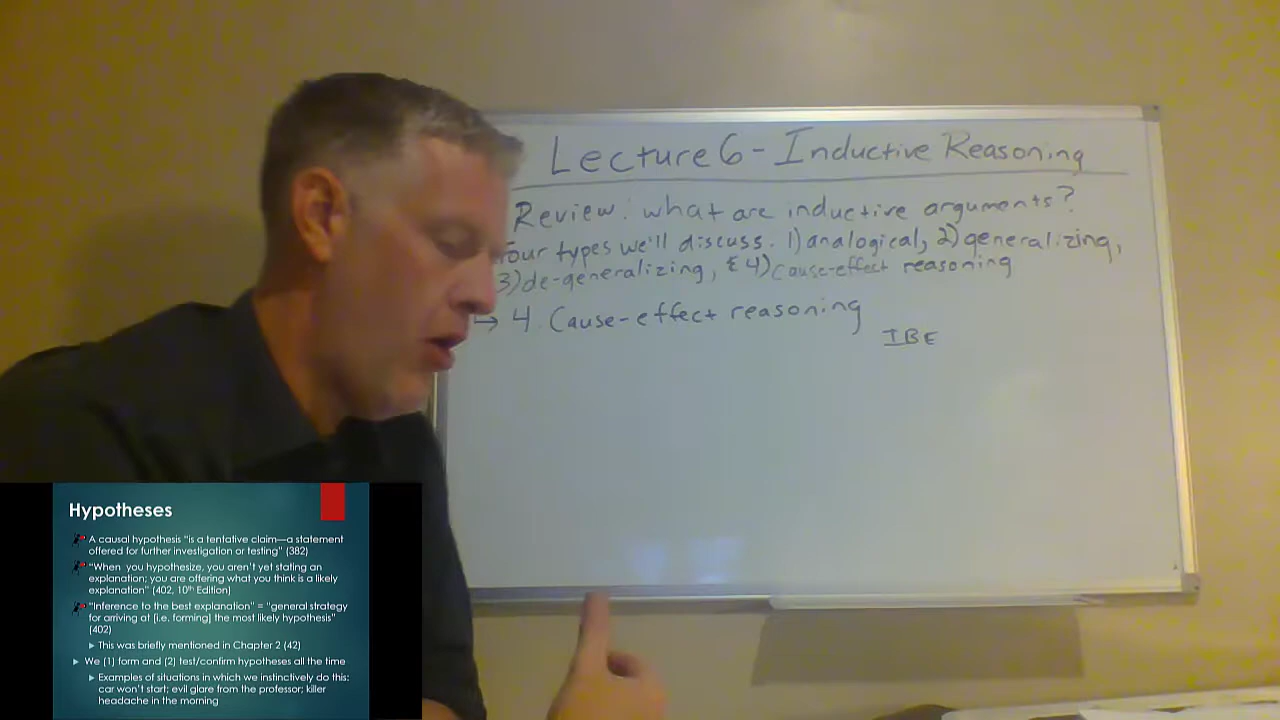 Lecture 6 - Inductive Reasoning
Review: what are inductive arguments?
Four types we'll discuss. 1) analogical, 2) generalizing,
3) de-generalizing, & 4) cause-effect reasoning
→ 4. Cause-effect reasoning
IBE
Hypotheses
A causal hypothesis “is a tentative claim—a statement
offered for further investigation or testing” (382)
“When you hypothesize, you aren’t yet stating an
explanation; you are offering what you think is a likely
explanation” (402, 10th Edition)
“Inference to the best explanation” = “general strategy
for arriving at [i.e. forming] the most likely hypothesis”
(402)
This was briefly mentioned in Chapter 2 (42)
We (1) form and (2) test/confirm hypotheses all the time
Examples of situations in which we instinctively do this:
car won’t start; evil glare from the professor; killer
headache in the morning